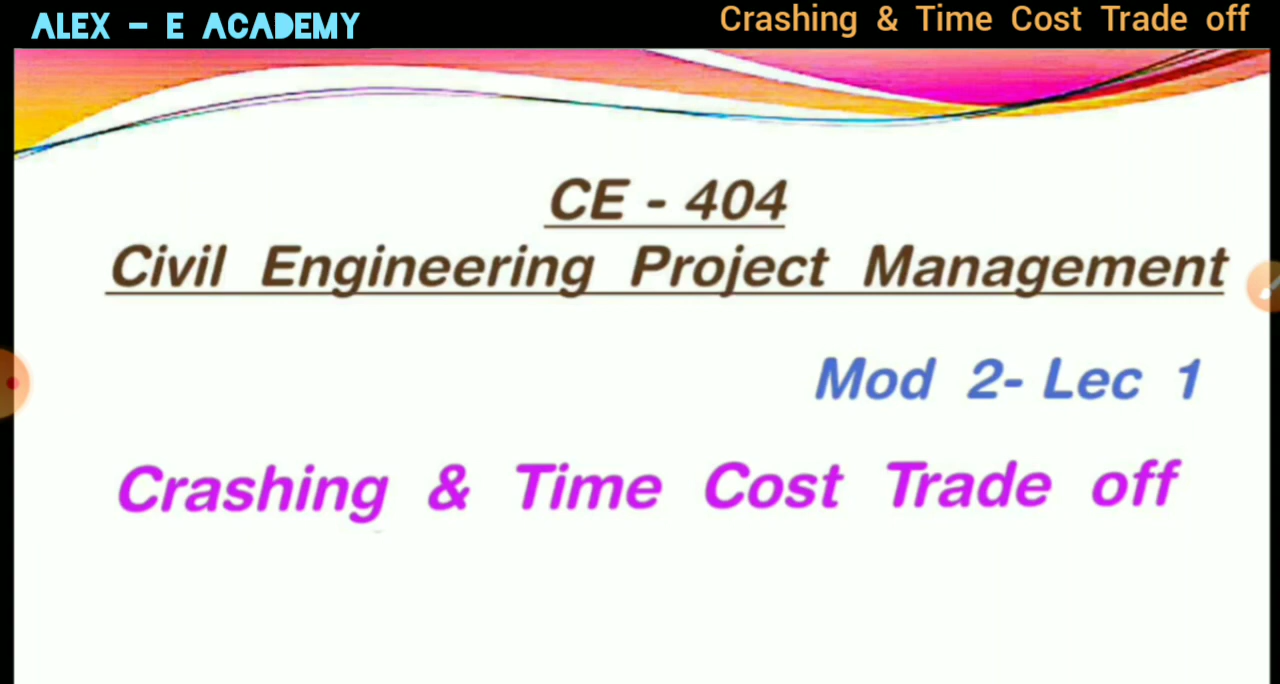 ALEX - E ACADEMY
Crashing & Time Cost Trade off
CE - 404
Civil Engineering Project Management
Mod 2- Lec 1
Crashing & Time Cost Trade off